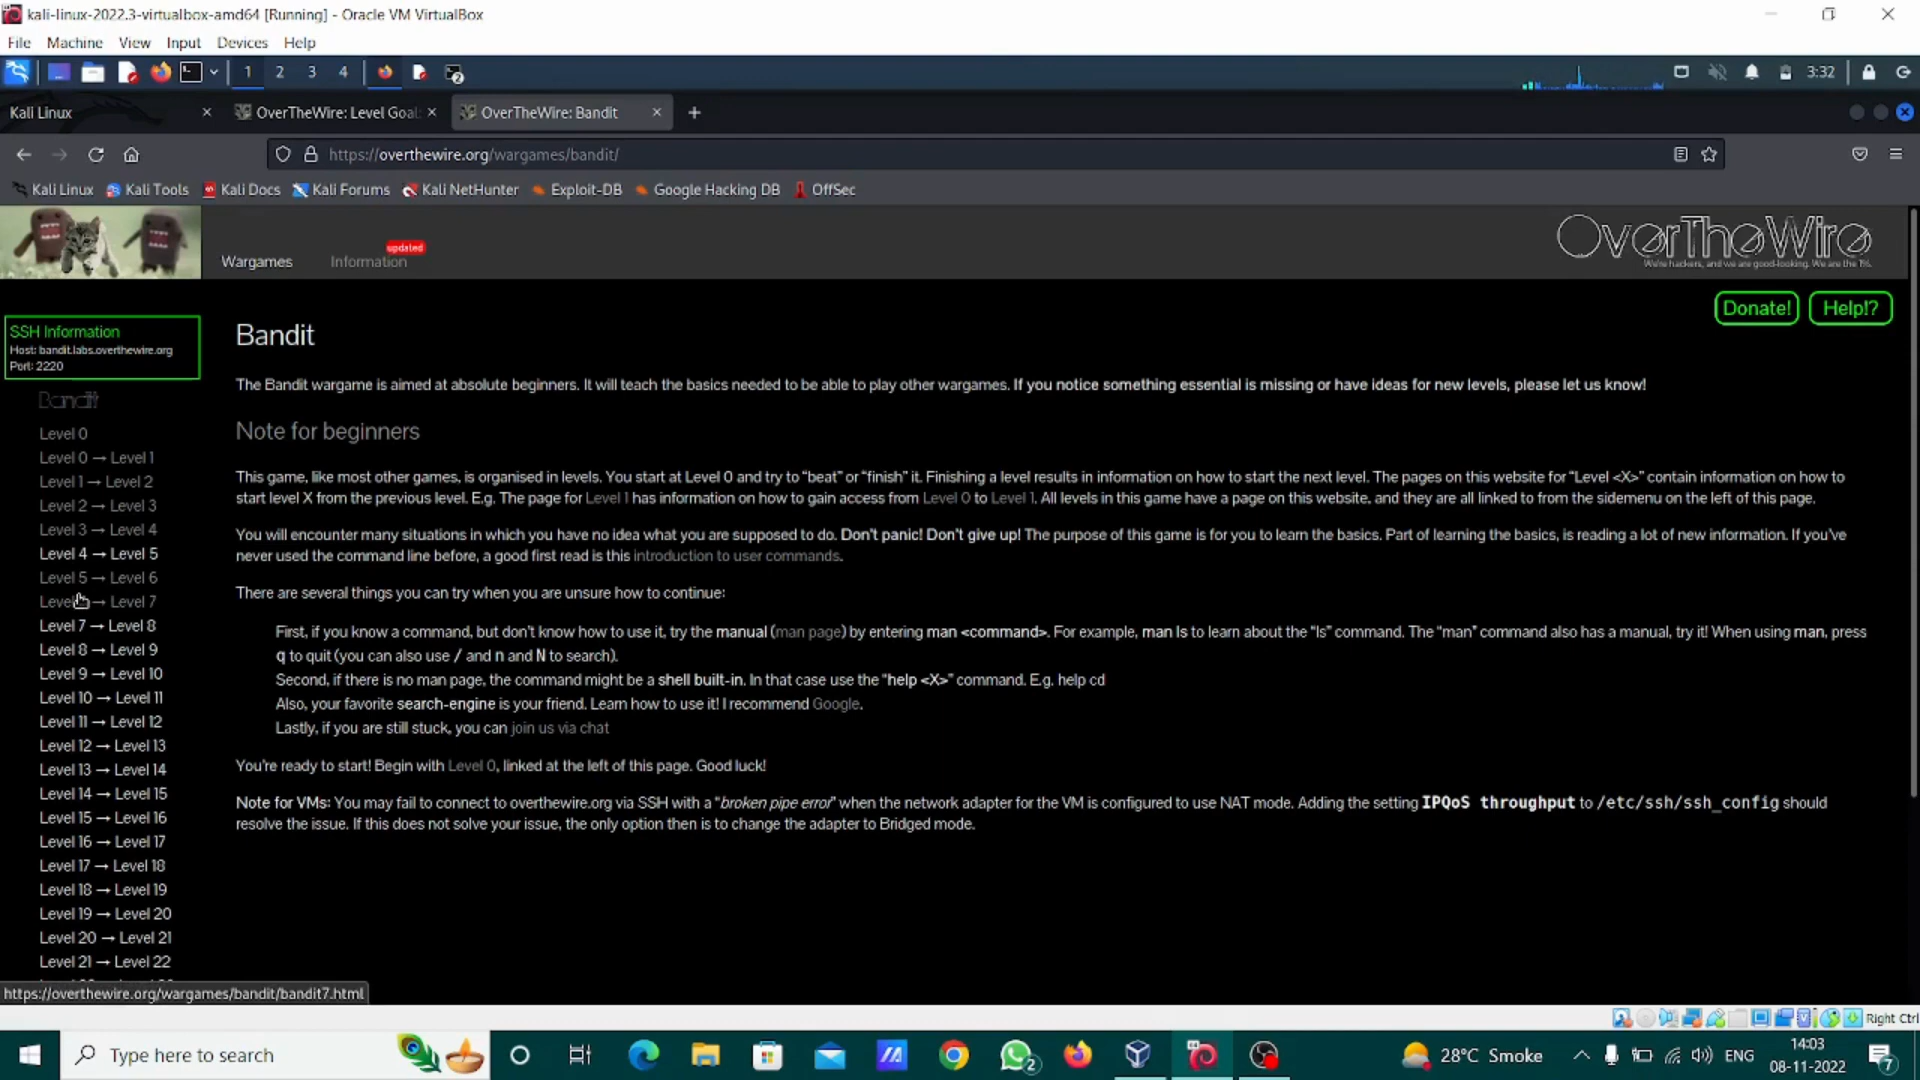 kali-linux-2022.3-virtualbox-amd64 [Running] - Oracle VM VirtualBox
File Machine View Input Devices Help
1 2 3 4 3:32
Kali Linux OverTheWire: Level Goal OverTheWire: Bandit
https://overthewire.org/wargames/bandit/
Kali Linux Kali Tools Kali Docs Kali Forums Kali NetHunter Exploit-DB Google Hacking DB OffSec
updated
Wargames Information
OverTheWire
We're hackers, and we are good-looking. We are the 1%.
Donate! Help!?
SSH Information
Host: bandit.labs.overthewire.org
Port: 2220
Bandit
Level 0
Level 0 → Level 1
Level 1 → Level 2
Level 2 → Level 3
Level 3 → Level 4
Level 4 → Level 5
Level 5 → Level 6
Level → Level 7
Level 7 → Level 8
Level 8 → Level 9
Level 9 → Level 10
Level 10 → Level 11
Level 11 → Level 12
Level 12 → Level 13
Level 13 → Level 14
Level 14 → Level 15
Level 15 → Level 16
Level 16 → Level 17
Level 17 → Level 18
Level 18 → Level 19
Level 19 → Level 20
Level 20 → Level 21
Level 21 → Level 22
Bandit
The Bandit wargame is aimed at absolute beginners. It will teach the basics needed to be able to play other wargames. If you notice something essential is missing or have ideas for new levels, please let us know!
Note for beginners
This game, like most other games, is organised in levels. You start at Level 0 and try to "beat" or "finish" it. Finishing a level results in information on how to start the next level. The pages on this website for "Level <X>" contain information on how to
start level X from the previous level. E.g. The page for Level 1 has information on how to gain access from Level 0 to Level 1. All levels in this game have a page on this website, and they are all linked to from the sidemenu on the left of this page.
You will encounter many situations in which you have no idea what you are supposed to do. Don't panic! Don't give up! The purpose of this game is for you to learn the basics. Part of learning the basics, is reading a lot of new information. If you've
never used the command line before, a good first read is this introduction to user commands.
There are several things you can try when you are unsure how to continue:
First, if you know a command, but don't know how to use it, try the manual (man page) by entering man <command>. For example, man ls to learn about the "ls" command. The "man" command also has a manual, try it! When using man, press
q to quit (you can also use / and n and N to search).
Second, if there is no man page, the command might be a shell built-in. In that case use the "help <X>" command. E.g. help cd
Also, your favorite search-engine is your friend. Learn how to use it! I recommend Google.
Lastly, if you are still stuck, you can join us via chat
You're ready to start! Begin with Level 0, linked at the left of this page. Good luck!
Note for VMs: You may fail to connect to overthewire.org via SSH with a "broken pipe error" when the network adapter for the VM is configured to use NAT mode. Adding the setting IPQoS throughput to /etc/ssh/ssh_config should
resolve the issue. If this does not solve your issue, the only option then is to change the adapter to Bridged mode.
https://overthewire.org/wargames/bandit/bandit7.html
Right Ctrl
Type here to search
2
28°C Smoke
ENG
14:03
08-11-2022
7